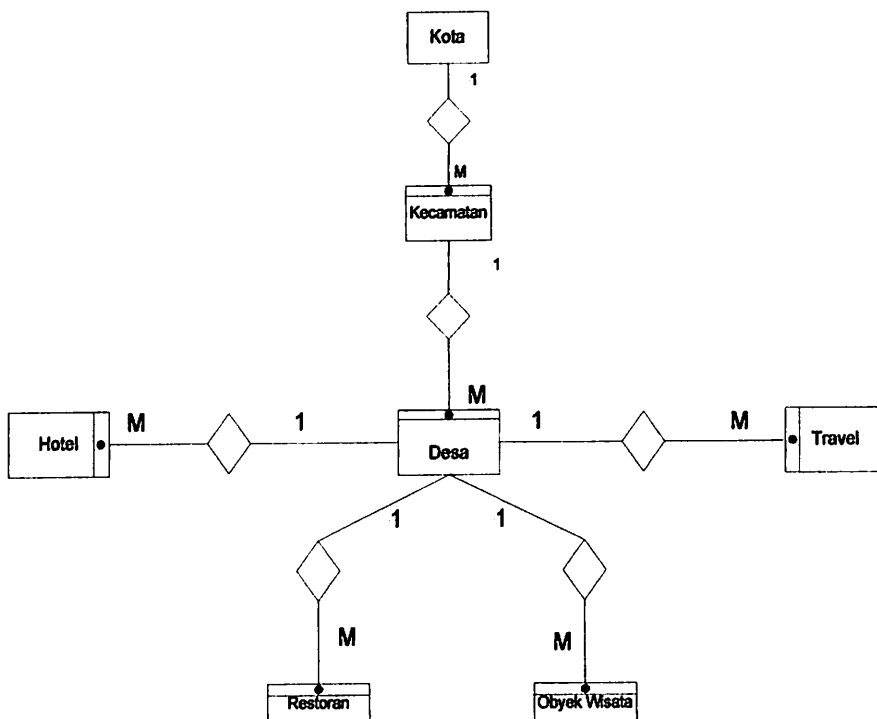 Kota
1
M
Kecamatan
1
M
Hotel
M
1
Desa
1
M
Travel
1
1
M
M
Restoran
Obyek Wisata